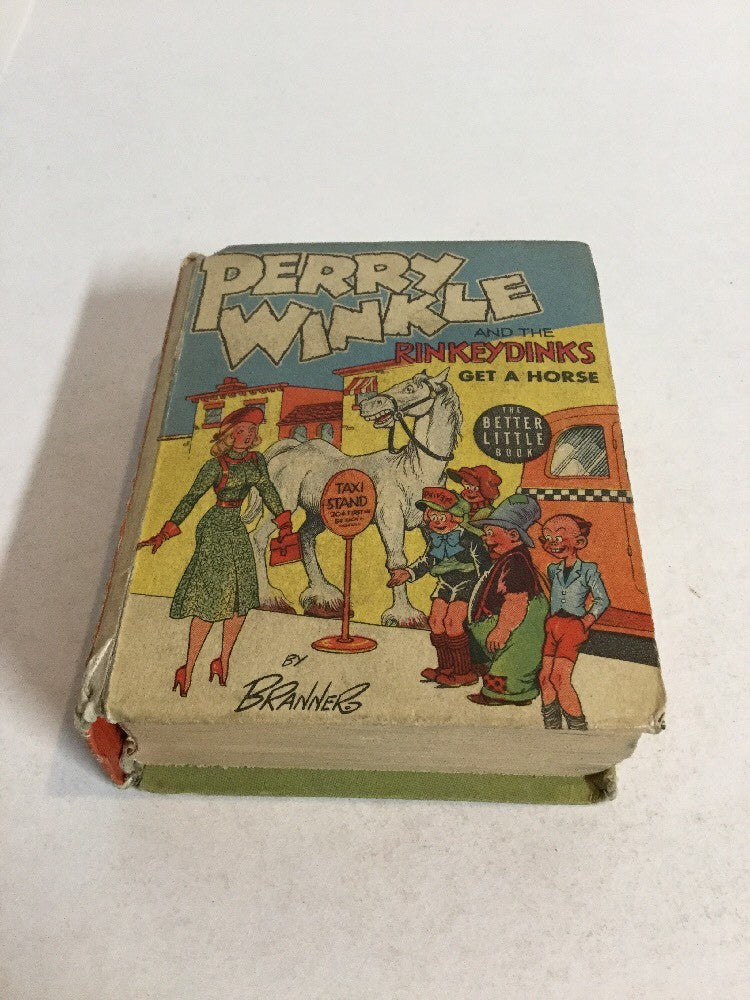 PERRY
WINKLE
AND THE
RINKEYDINKS
GET A HORSE
THE
BETTER
LITTLE
BOOK
TAXI
STAND
BY
BRANNER